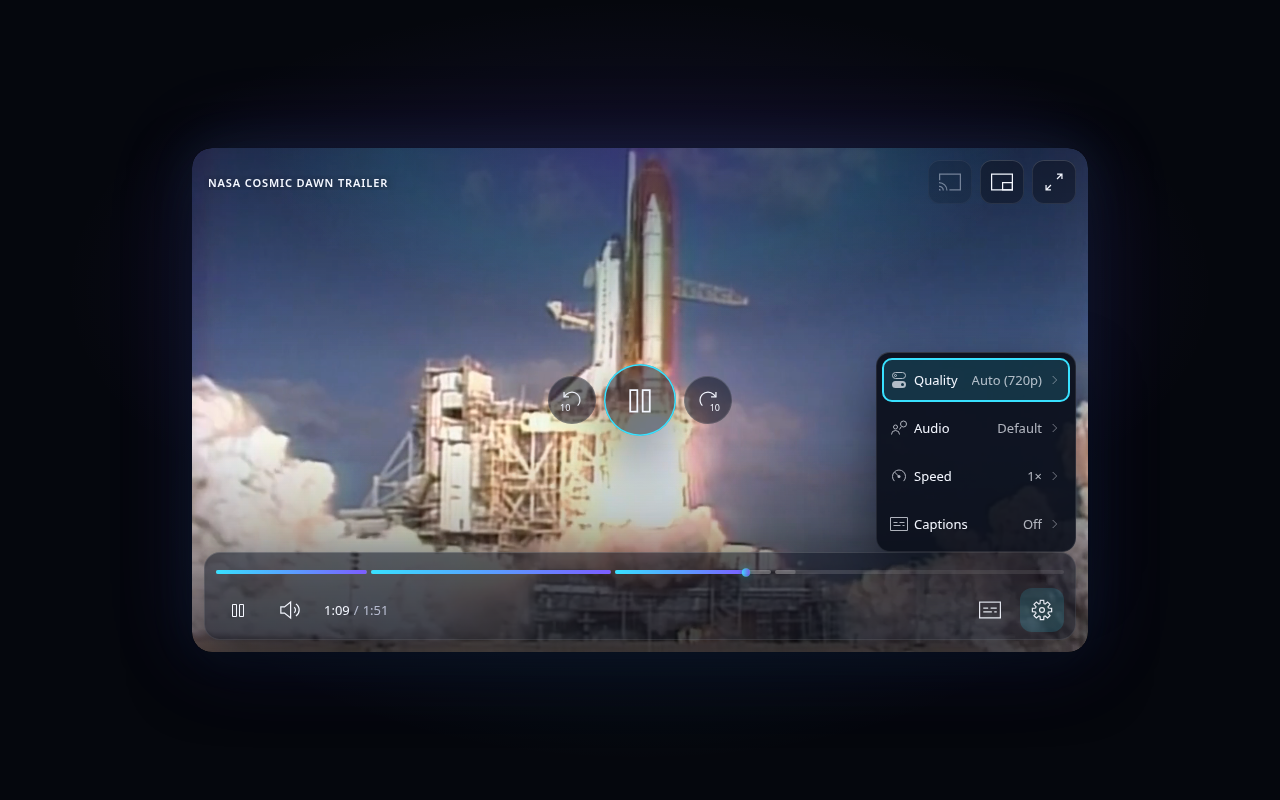 NASA COSMIC DAWN TRAILER
Quality Auto (720p)
10
10
Audio Default
Speed 1×
Captions Off
1:09 / 1:51